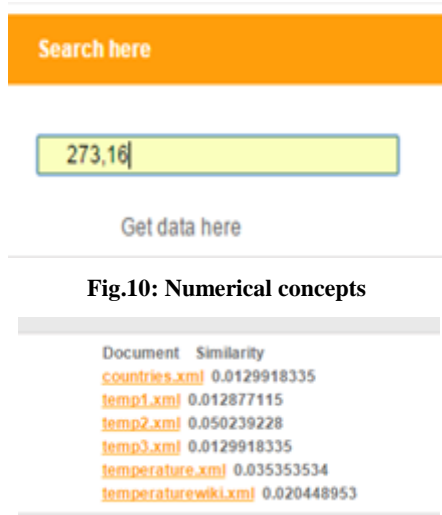 Search here
273,16
Get data here
Fig.10: Numerical concepts
Document Similarity
countries.xml 0.0129918335
temp1.xml 0.012877115
temp2.xml 0.050239228
temp3.xml 0.0129918335
temperature.xml 0.035353534
temperaturewiki.xml 0.020448953